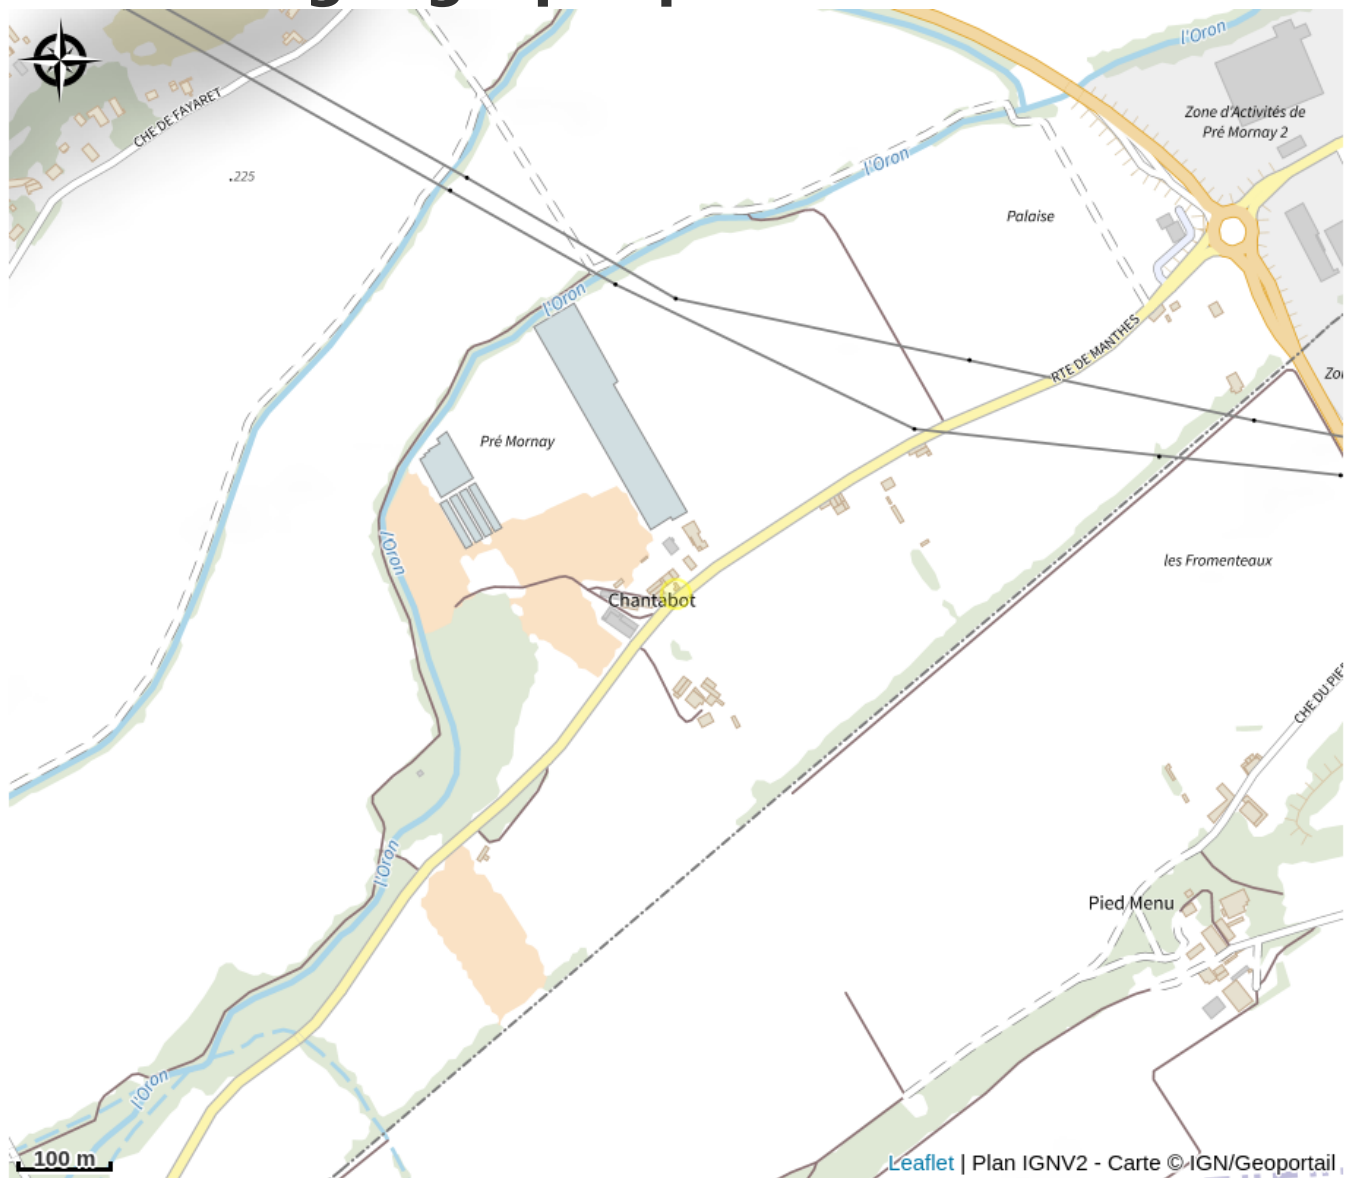 l'Oron
Zone d'Activités de
Pré Mornay 2
CHE DE FAYARET
l'Oron
.225
Palaise
l'Oron
RTE DE MANTHES
Pré Mornay
l'Oron
les Fromenteaux
Chantabot
l'Oron
Pied Menu
l'Oron
100 m
Leaflet | Plan IGNV2 - Carte © IGN/Geoportail